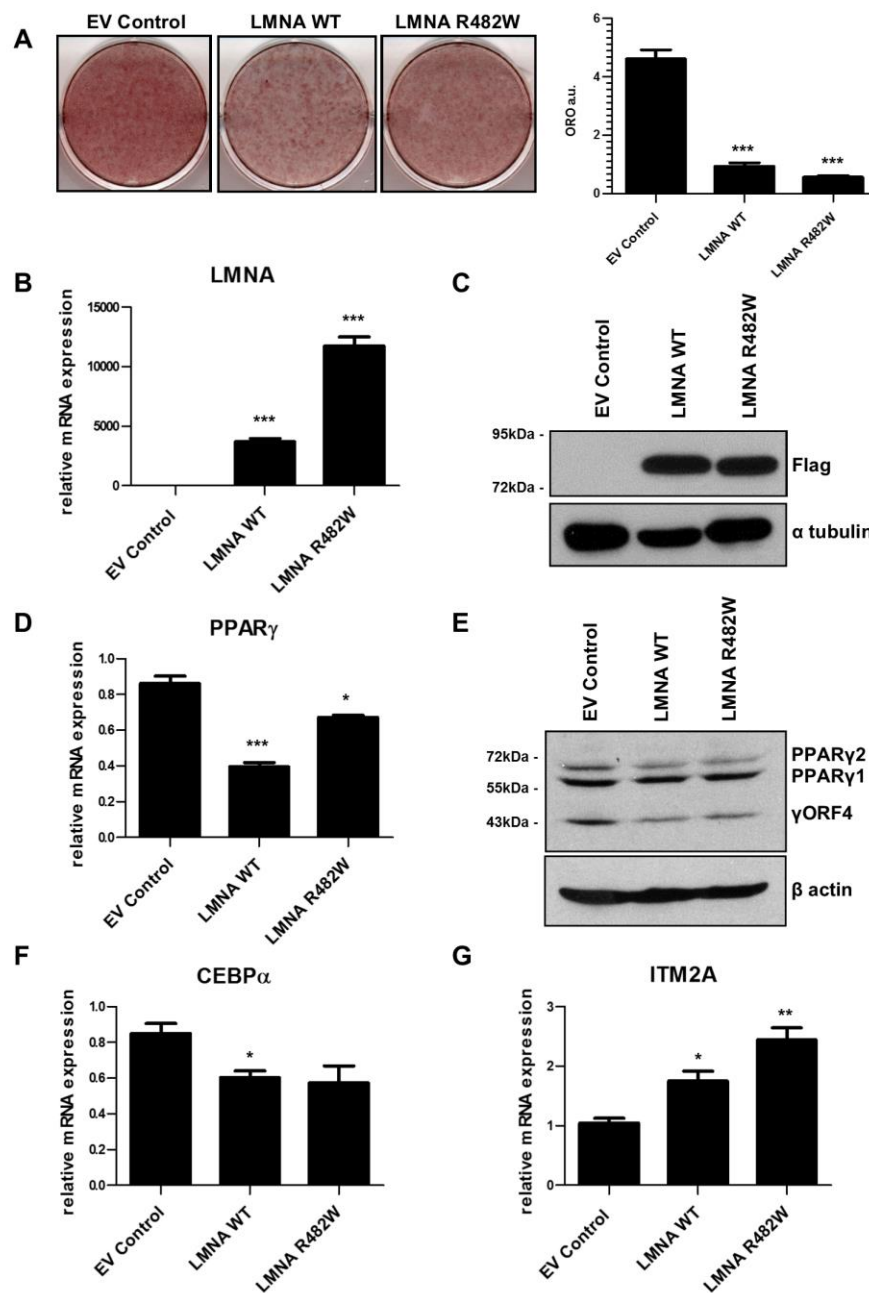 A
EV Control
LMNA WT
LMNA R482W
ORO a.u.
6
4
2
0
***
***
EV Control
LMNA WT
LMNA R482W
B
LMNA
relative mRNA expression
15000
10000
5000
0
***
***
EV Control
LMNA WT
LMNA R482W
C
EV Control
LMNA WT
LMNA R482W
95kDa -
72kDa -
Flag
α tubulin
D
PPARγ
relative mRNA expression
1.0
0.8
0.6
0.4
0.2
0.0
***
*
EV Control
LMNA WT
LMNA R482W
E
EV Control
LMNA WT
LMNA R482W
72kDa -
55kDa -
43kDa -
PPARγ2
PPARγ1
γORF4
β actin
F
CEBPα
relative mRNA expression
1.0
0.8
0.6
0.4
0.2
0.0
*
EV Control
LMNA WT
LMNA R482W
G
ITM2A
relative mRNA expression
3
2
1
0
*
**
EV Control
LMNA WT
LMNA R482W